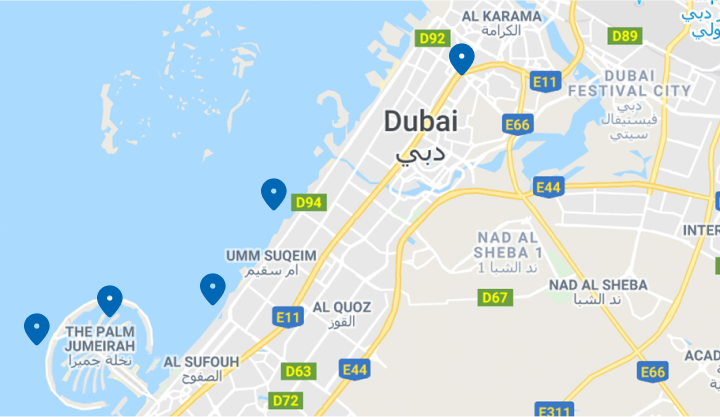 AL KARAMA
الكرامة
D92
D89
دبي
ولي
E11
DUBAI
FESTIVAL CITY
دبي
فيستيفال
سيتي
Dubai
دبي
E66
E44
D94
NAD AL
SHEBA 1
ند الشبا 1
INTER
UMM SUQEIM
ام سقيم
NAD AL SHEBA
ند الشبا
D67
AL QUOZ
القوز
E11
THE PALM
JUMEIRAH
نخلة جميرا
AL SUFOUH
الصفوح
D63
E44
E66
ACAD
D72
E311